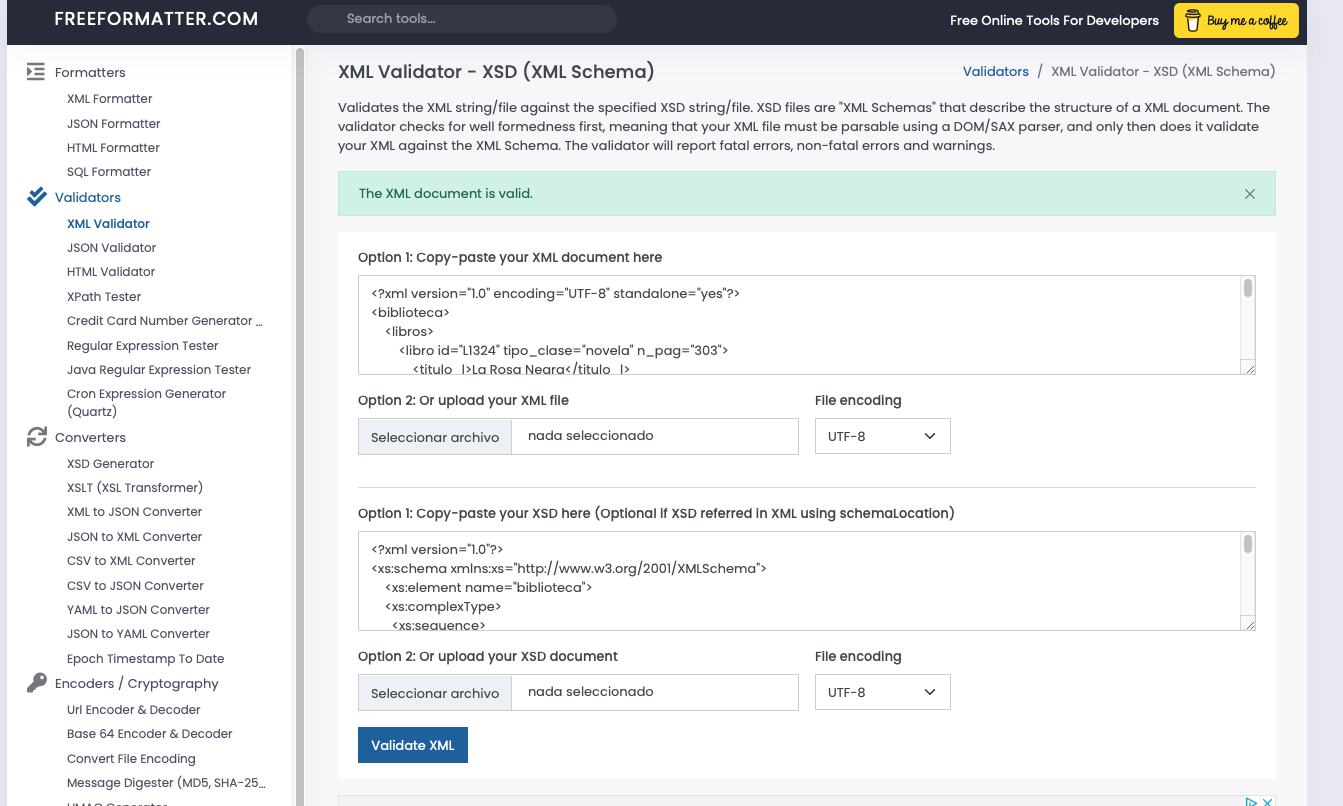 FREEFORMATTER.COM
Search tools...
Free Online Tools For Developers
Buy me a coffee
Formatters
XML Formatter
JSON Formatter
HTML Formatter
SQL Formatter
Validators
XML Validator
JSON Validator
HTML Validator
XPath Tester
Credit Card Number Generator ...
Regular Expression Tester
Java Regular Expression Tester
Cron Expression Generator
(Quartz)
Converters
XSD Generator
XSLT (XSL Transformer)
XML to JSON Converter
JSON to XML Converter
CSV to XML Converter
CSV to JSON Converter
YAML to JSON Converter
JSON to YAML Converter
Epoch Timestamp To Date
Encoders / Cryptography
Url Encoder & Decoder
Base 64 Encoder & Decoder
Convert File Encoding
Message Digester (MD5, SHA-25...
XML Validator - XSD (XML Schema)
Validators / XML Validator - XSD (XML Schema)
Validates the XML string/file against the specified XSD string/file. XSD files are "XML Schemas" that describe the structure of a XML document. The
validator checks for well formedness first, meaning that your XML file must be parsable using a DOM/SAX parser, and only then does it validate
your XML against the XML Schema. The validator will report fatal errors, non-fatal errors and warnings.
The XML document is valid.
Option 1: Copy-paste your XML document here
<?xml version="1.0" encoding="UTF-8" standalone="yes"?>
<biblioteca>
<libros>
<libro id="L1324" tipo_clase="novela" n_pag="303">
<titulo_l>La Rosa Negra</titulo_l>
Option 2: Or upload your XML file
File encoding
Seleccionar archivo
nada seleccionado
UTF-8
Option 1: Copy-paste your XSD here (Optional if XSD referred in XML using schemaLocation)
<?xml version="1.0"?>
<xs:schema xmlns:xs="http://www.w3.org/2001/XMLSchema">
<xs:element name="biblioteca">
<xs:complexType>
<xs:sequence>
Option 2: Or upload your XSD document
File encoding
Seleccionar archivo
nada seleccionado
UTF-8
Validate XML